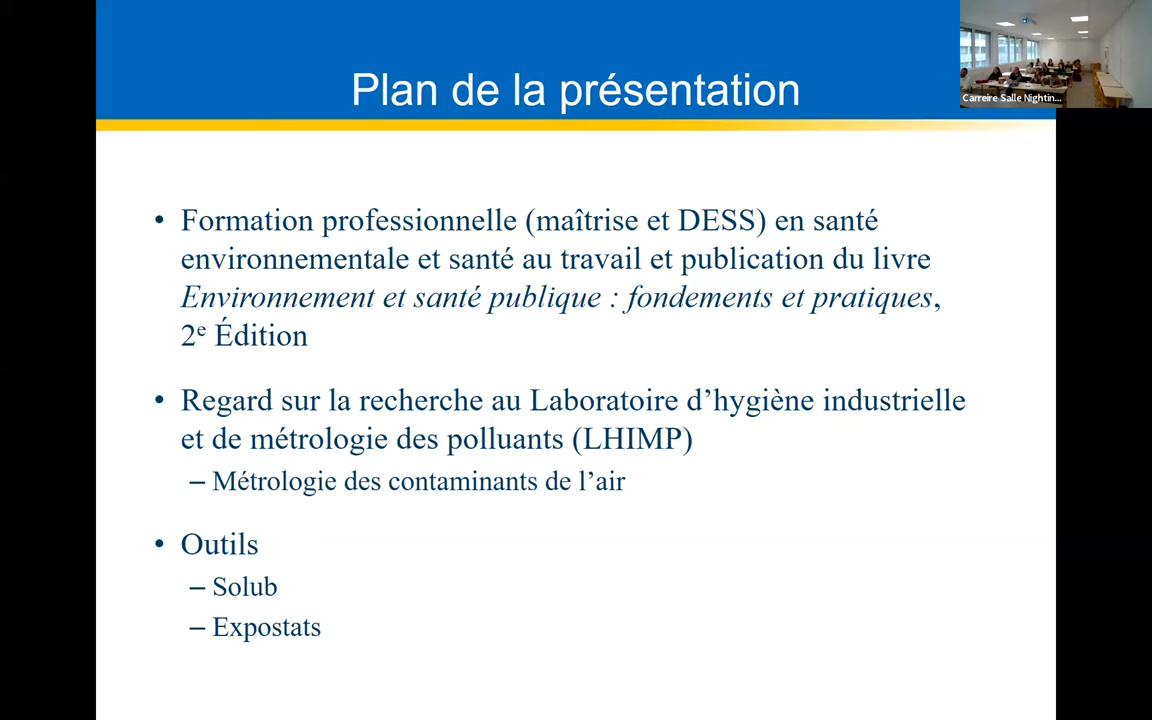 Plan de la présentation
Carreire Salle Nightin...
• Formation professionnelle (maîtrise et DESS) en santé
environnementale et santé au travail et publication du livre
Environnement et santé publique : fondements et pratiques,
2e Édition
• Regard sur la recherche au Laboratoire d’hygiène industrielle
et de métrologie des polluants (LHIMP)
– Métrologie des contaminants de l’air
• Outils
– Solub
– Expostats